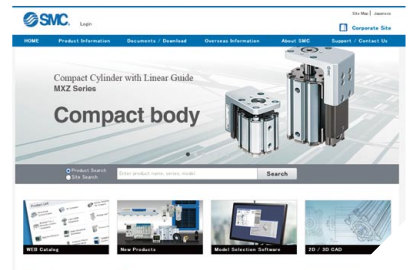 SMC
Login
Site Map | Japanese
Corporate Site
HOME Product Information Documents / Download Overseas Information About SMC Support / Contact Us
Compact Cylinder with Linear Guide
MXZ Series
Compact body
Product Search
Site Search
Enter product name, series, model
Search
WEB Catalog
New Products
Model Selection Software
2D / 3D CAD